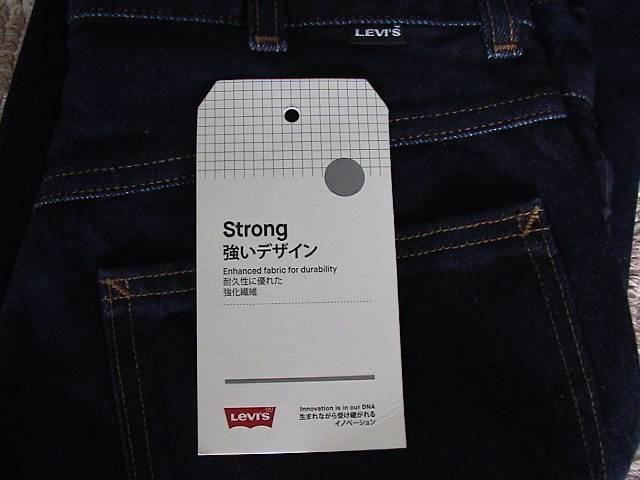 LEVI'S
Strong
強いデザイン
Enhanced fabric for durability
耐久性に優れた
強化繊維
LEVI'S
Innovation is in our DNA
生まれながら受け継がれる
イノベーション